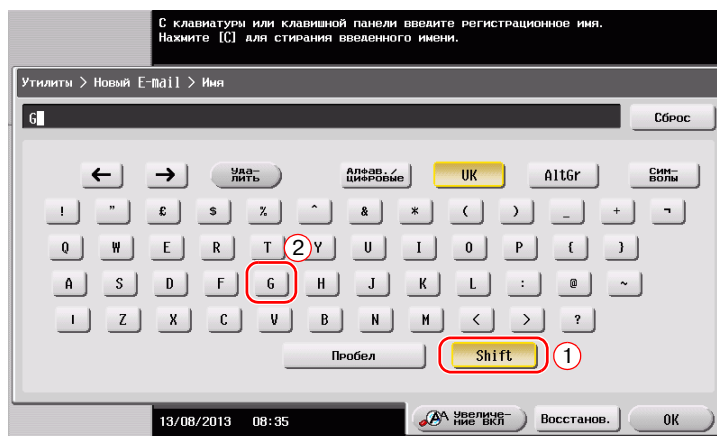 С клавиатуры или клавишной панели введите регистрационное имя.
Нажмите [C] для стирания введенного имени.
Утилиты > Новый E-mail > Имя
G
Сброс
← → Уда-лить Алфав./цифровые UK AltGr Сим-волы
! " £ $ % ^ & * ( ) _ + ¬
Q W E R T 2 Y U I O P { }
A S D F G H J K L : @ ~
| Z X C V B N M < > ?
Пробел Shift 1
13/08/2013 08:35 Увеличе-ние вкл Восстанов. OK